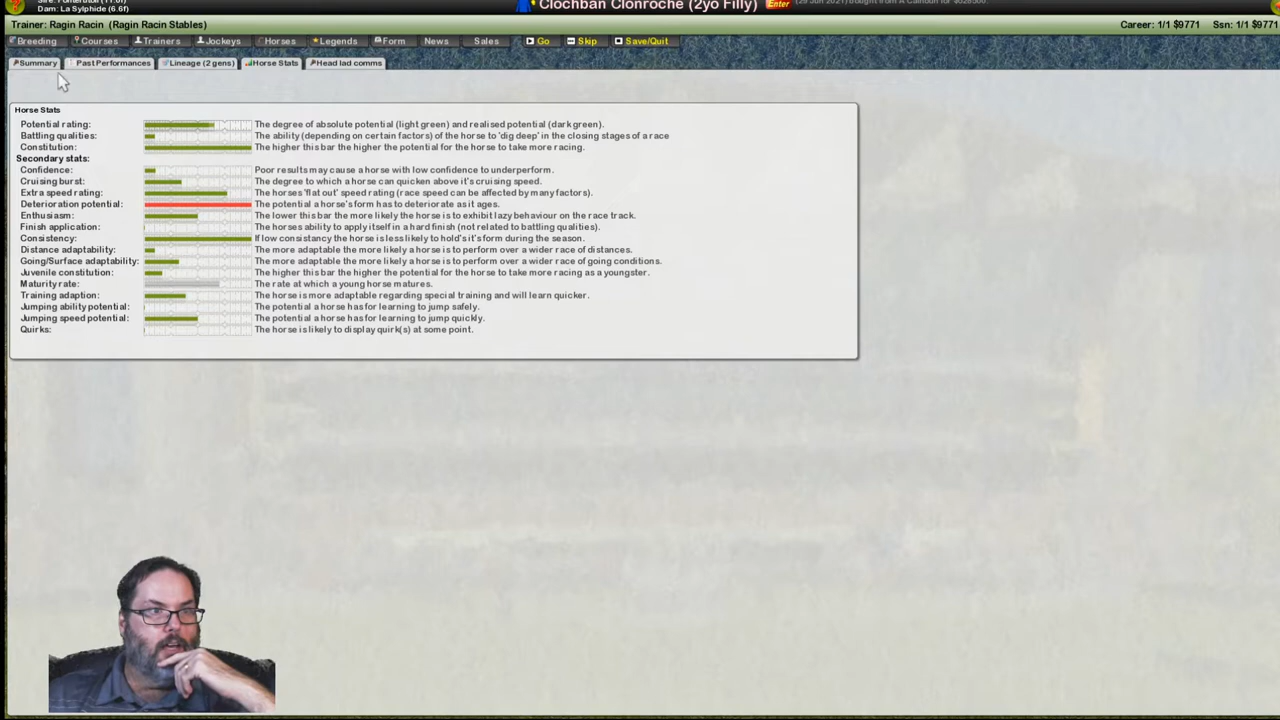 Clochban Clonroche (2yo Filly) Enter
Dam: La Sylphide (6.6f)
Trainer: Ragin Racin (Ragin Racin Stables) Career: 1/1 $9771 Ssn: 1/1 $9771
Breeding Courses Trainers Jockeys Horses Legends Form News Sales Go Skip Save/Quit
Summary Past Performances Lineage (2 gens) Horse Stats Head lad comms
Horse Stats
Potential rating: The degree of absolute potential (light green) and realised potential (dark green).
Battling qualities: The ability (depending on certain factors) of the horse to 'dig deep' in the closing stages of a race
Constitution: The higher this bar the higher the potential for the horse to take more racing.
Secondary stats:
Confidence: Poor results may cause a horse with low confidence to underperform.
Cruising burst: The degree to which a horse can quicken above it's cruising speed.
Extra speed rating: The horses 'flat out' speed rating (race speed can be affected by many factors).
Deterioration potential: The potential a horse's form has to deteriorate as it ages.
Enthusiasm: The lower this bar the more likely the horse is to exhibit lazy behaviour on the race track.
Finish application: The horses ability to apply itself in a hard finish (not related to battling qualities).
Consistency: If low consistancy the horse is less likely to hold's it's form during the season.
Distance adaptability: The more adaptable the more likely a horse is to perform over a wider race of distances.
Going/Surface adaptability: The more adaptable the more likely a horse is to perform over a wider race of going conditions.
Juvenile constitution: The higher this bar the higher the potential for the horse to take more racing as a youngster.
Maturity rate: The rate at which a young horse matures.
Training adaption: The horse is more adaptable regarding special training and will learn quicker.
Jumping ability potential: The potential a horse has for learning to jump safely.
Jumping speed potential: The potential a horse has for learning to jump quickly.
Quirks: The horse is likely to display quirk(s) at some point.